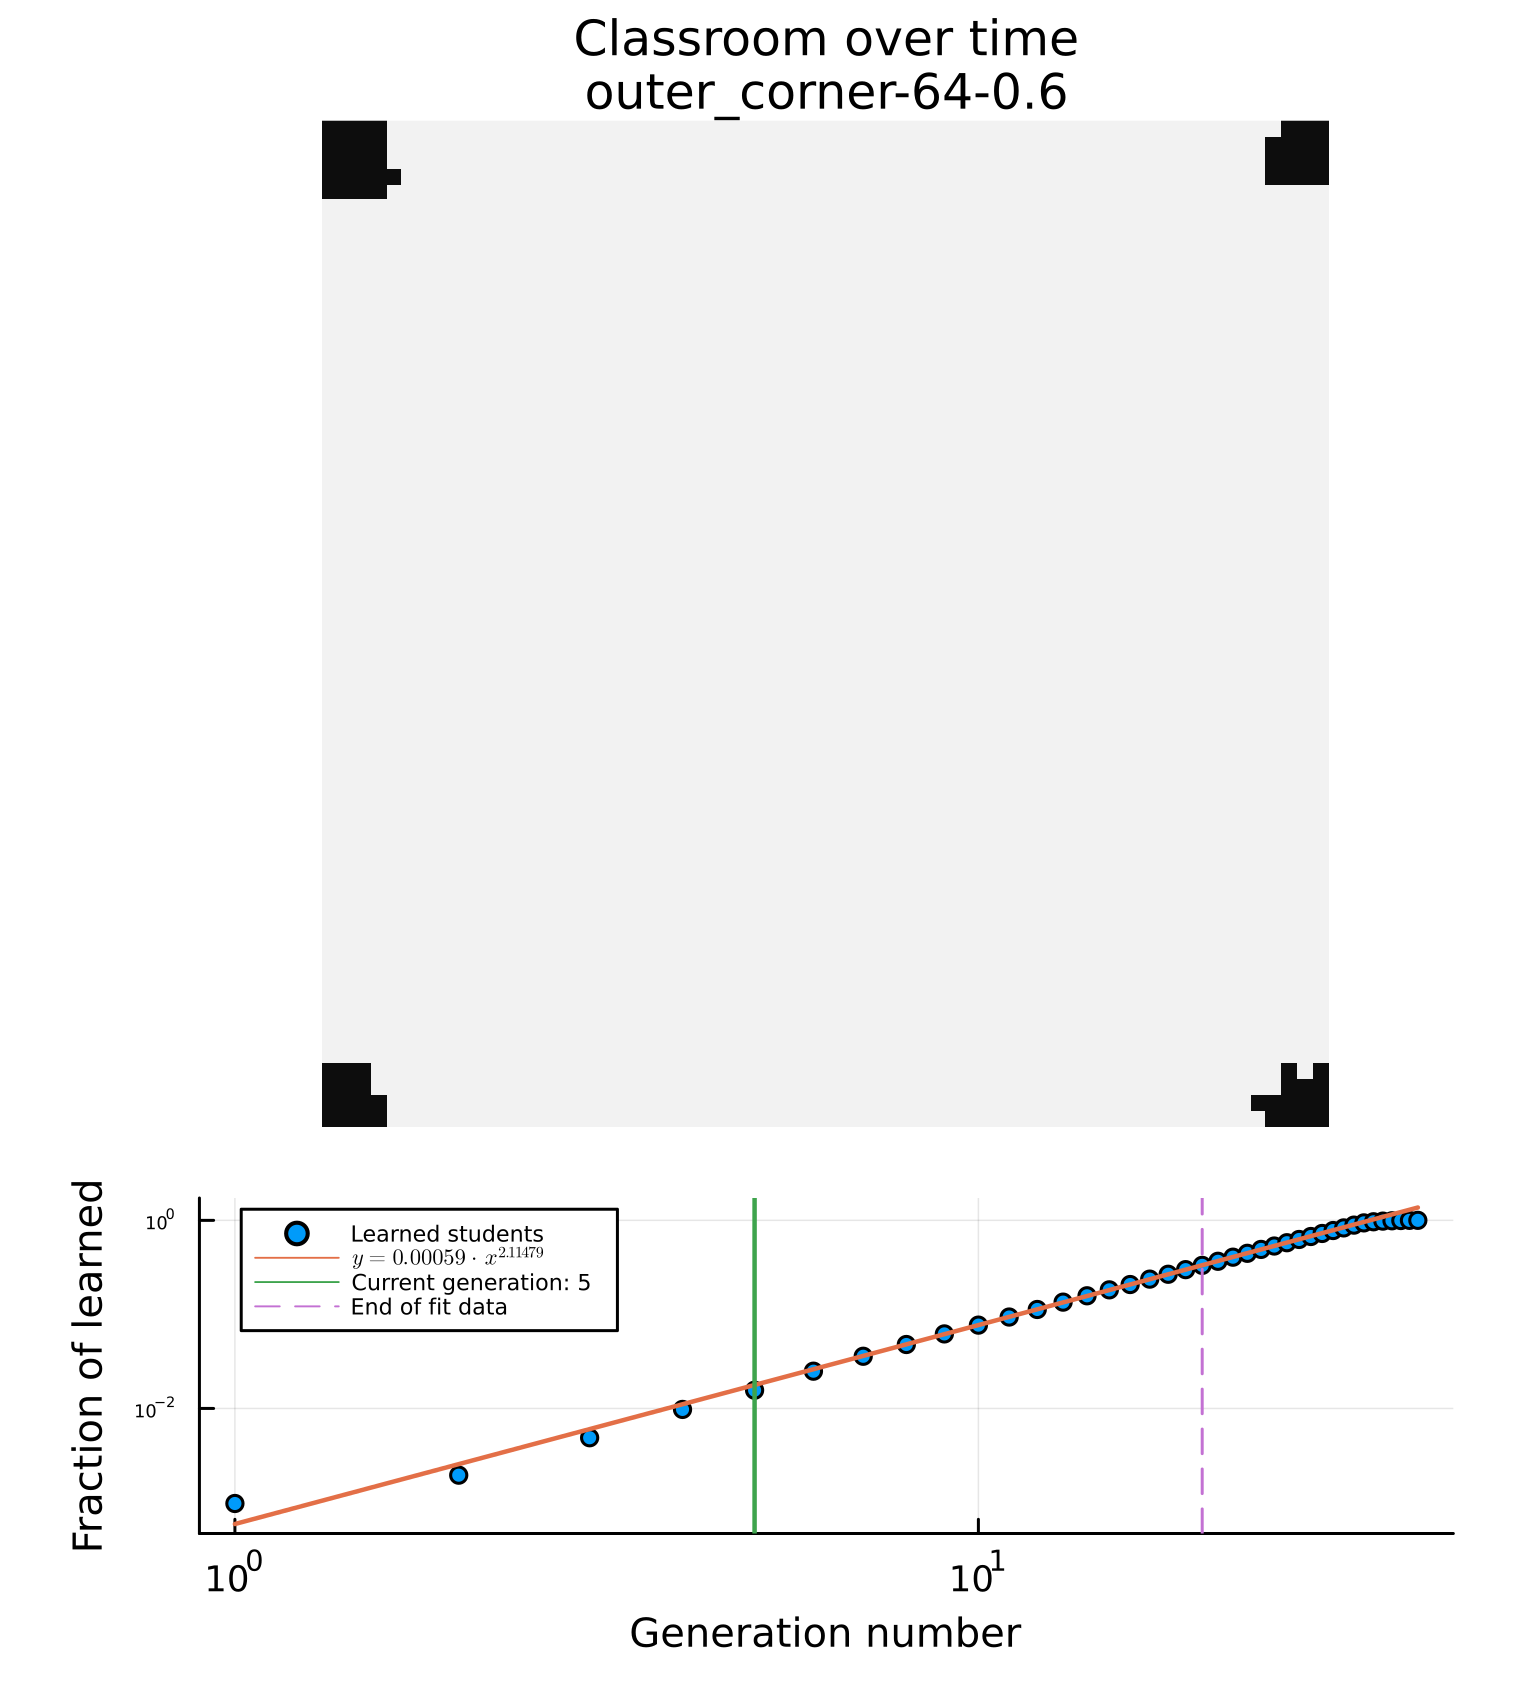 Classroom over time
outer_corner-64-0.6
Fraction of learned
10⁰
10⁻²
Learned students
y = 0.00059 · x^2.11479
Current generation: 5
End of fit data
10⁰
10¹
Generation number